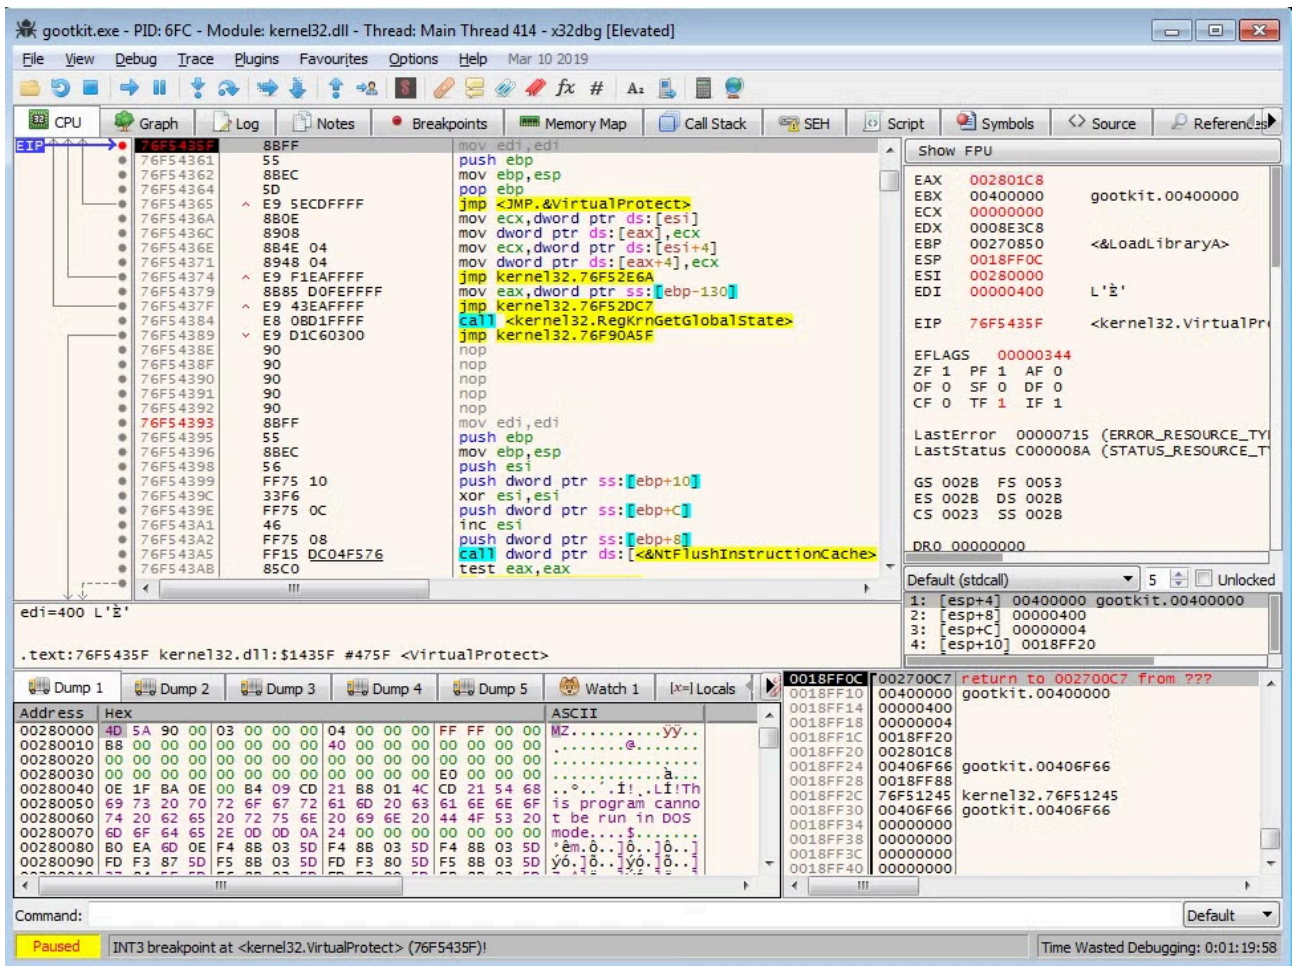 gootkit.exe - PID: 6FC - Module: kernel32.dll - Thread: Main Thread 414 - x32dbg [Elevated]
File View Debug Trace Plugins Favourites Options Help Mar 10 2019
CPU Graph Log Notes Breakpoints Memory Map Call Stack SEH Script Symbols Source References
EIP 76F5435F 8BFF mov edi,edi
76F54361 55 push ebp
76F54362 8BEC mov ebp,esp
76F54364 5D pop ebp
76F54365 E9 5ECDFFFF jmp <JMP.&VirtualProtect>
76F5436A 8B0E mov ecx,dword ptr ds:[esi]
76F5436C 8908 mov dword ptr ds:[eax],ecx
76F5436E 8B4E 04 mov ecx,dword ptr ds:[esi+4]
76F54371 8948 04 mov dword ptr ds:[eax+4],ecx
76F54374 E9 F1EAFFFF jmp kernel32.76F52E6A
76F54379 8B85 D0FEFFFF mov eax,dword ptr ss:[ebp-130]
76F5437F E9 43EAFFFF jmp kernel32.76F52DC7
76F54384 E8 0BD1FFFF call <kernel32.RegKrnGetGlobalState>
76F54389 E9 D1C60300 jmp kernel32.76F90A5F
76F5438E 90 nop
76F5438F 90 nop
76F54390 90 nop
76F54391 90 nop
76F54392 90 nop
76F54393 8BFF mov edi,edi
76F54395 55 push ebp
76F54396 8BEC mov ebp,esp
76F54398 56 push esi
76F54399 FF75 10 push dword ptr ss:[ebp+10]
76F5439C 33F6 xor esi,esi
76F5439E FF75 0C push dword ptr ss:[ebp+C]
76F543A1 46 inc esi
76F543A2 FF75 08 push dword ptr ss:[ebp+8]
76F543A5 FF15 DC04F576 call dword ptr ds:[<&NtFlushInstructionCache>
76F543AB 85C0 test eax,eax
Show FPU
EAX 002801C8
EBX 00400000 gootkit.00400000
ECX 00000000
EDX 0008E3C8
EBP 00270850 <&LoadLibraryA>
ESP 0018FF0C
ESI 00280000
EDI 00000400 L'È'
EIP 76F5435F <kernel32.VirtualPr
EFLAGS 00000344
ZF 1 PF 1 AF 0
OF 0 SF 0 DF 0
CF 0 TF 1 IF 1
LastError 00000715 (ERROR_RESOURCE_TY
LastStatus C000008A (STATUS_RESOURCE_T
GS 002B FS 0053
ES 002B DS 002B
CS 0023 SS 002B
DR0 00000000
Default (stdcall) 5 Unlocked
1: [esp+4] 00400000 gootkit.00400000
2: [esp+8] 00000400
3: [esp+C] 00000004
4: [esp+10] 0018FF20
edi=400 L'È'
.text:76F5435F kernel32.dll:$1435F #475F <VirtualProtect>
Dump 1 Dump 2 Dump 3 Dump 4 Dump 5 Watch 1 [x=] Locals
Address Hex ASCII
00280000 4D 5A 90 00 03 00 00 00 04 00 00 00 FF FF 00 00 MZ..........ÿÿ..
00280010 B8 00 00 00 00 00 00 00 40 00 00 00 00 00 00 00 ¸.......@.......
00280020 00 00 00 00 00 00 00 00 00 00 00 00 00 00 00 00 ................
00280030 00 00 00 00 00 00 00 00 00 00 00 00 E0 00 00 00 ............à...
00280040 0E 1F BA 0E 00 B4 09 CD 21 B8 01 4C CD 21 54 68 ..º..´.Í!¸.LÍ!Th
00280050 69 73 20 70 72 6F 67 72 61 6D 20 63 61 6E 6E 6F is program canno
00280060 74 20 62 65 20 72 75 6E 20 69 6E 20 44 4F 53 20 t be run in DOS
00280070 6D 6F 64 65 2E 0D 0D 0A 24 00 00 00 00 00 00 00 mode....$.......
00280080 B0 EA 6D 0E F4 8B 03 5D F4 8B 03 5D F4 8B 03 5D °êm.ô..]ô..]ô..]
00280090 FD F3 87 5D F5 8B 03 5D FD F3 80 5D F5 8B 03 5D ýó.]õ..]ýó.]õ..]
0018FF0C 002700C7 return to 002700C7 from ???
0018FF10 00400000 gootkit.00400000
0018FF14 00000400
0018FF18 00000004
0018FF1C 0018FF20
0018FF20 002801C8
0018FF24 00406F66 gootkit.00406F66
0018FF28 0018FF88
0018FF2C 76F51245 kernel32.76F51245
0018FF30 00406F66 gootkit.00406F66
0018FF34 00000000
0018FF38 00000000
0018FF3C 00000000
0018FF40 00000000
Command: Default
Paused INT3 breakpoint at <kernel32.VirtualProtect> (76F5435F)! Time Wasted Debugging: 0:01:19:58